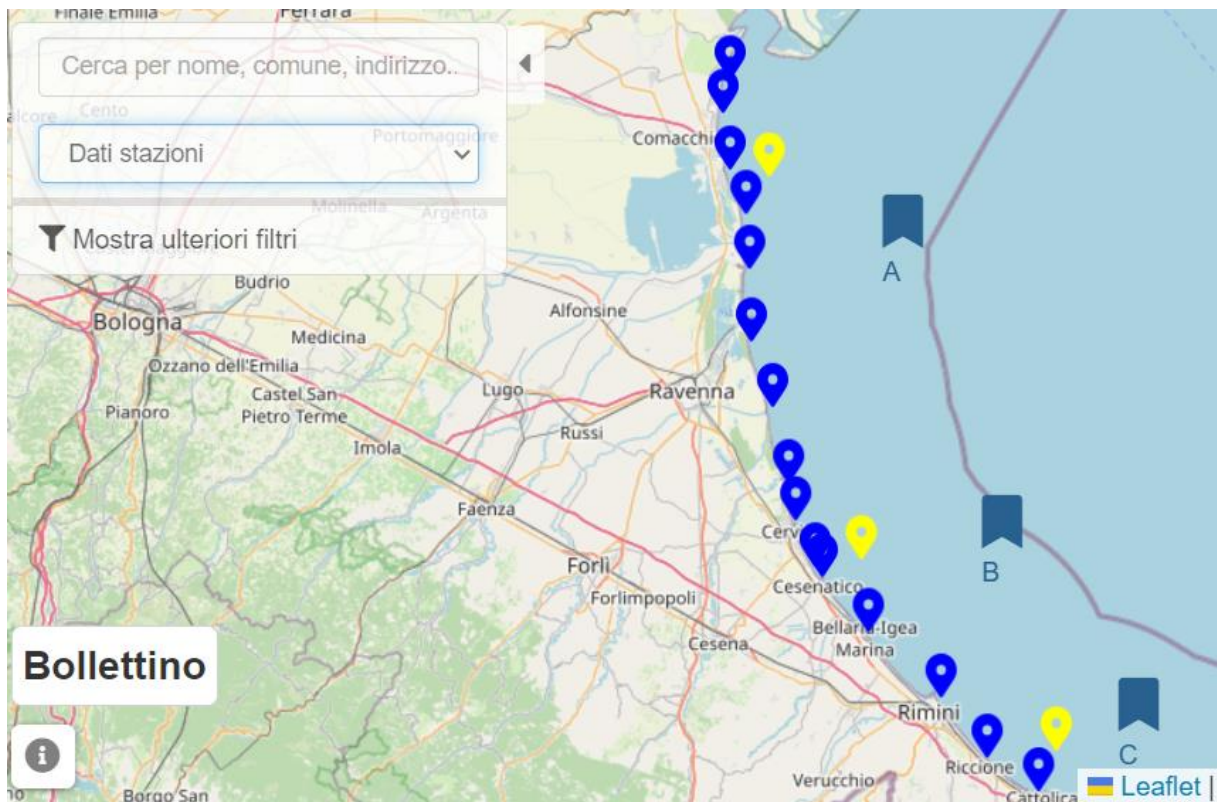 Finale Emilia
Ferrara
Cerca per nome, comune, indirizzo..
Cento
Dati stazioni
Portomaggiore
Comacchi
Molinella
Argenta
Mostra ulteriori filtri
A
Budrio
Bologna
Alfonsine
Medicina
Ozzano dell'Emilia
Castel San
Pietro Terme
Lugo
Ravenna
Pianoro
Russi
Imola
Faenza
Cervi
B
Forlì
Cesenatico
Forlimpopoli
Bellaria-Igea
Marina
Cesena
Bollettino
Rimini
C
Riccione
Verucchio
Borgo San
Cattolica
Leaflet |